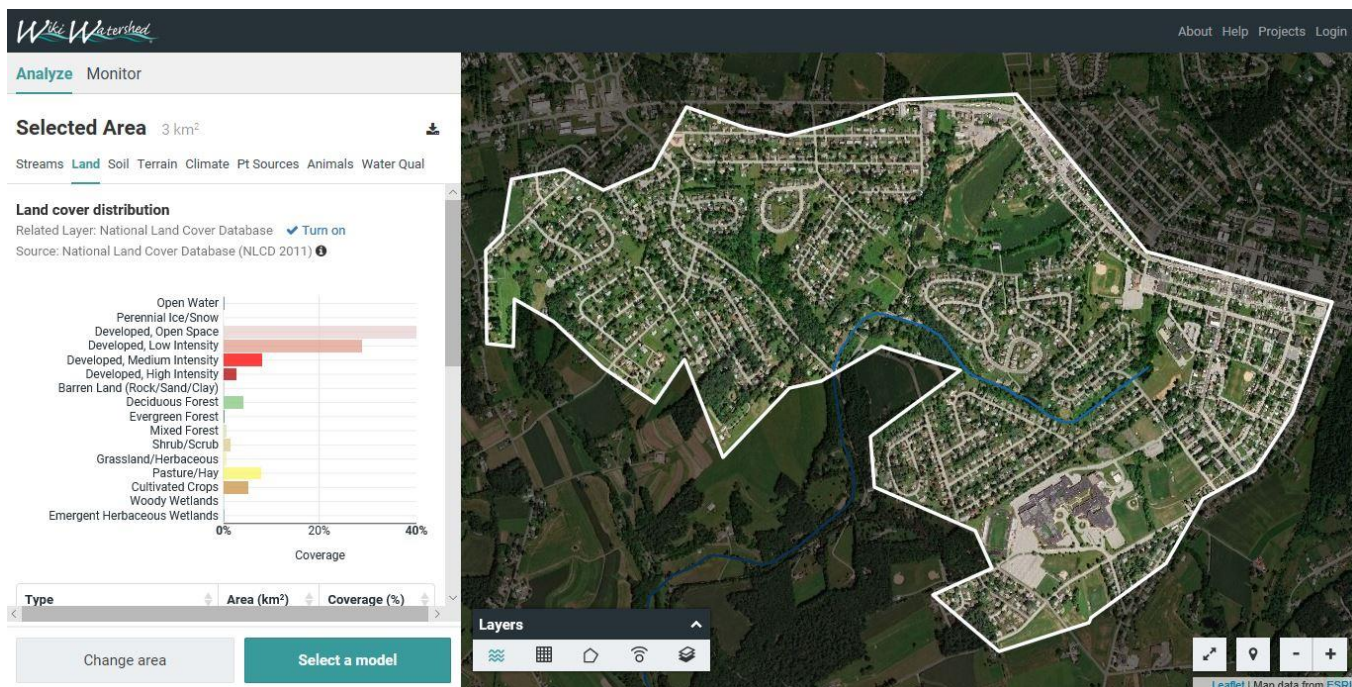 Wiki Watershed
About Help Projects Login
Analyze Monitor
Selected Area 3 km²
Streams Land Soil Terrain Climate Pt Sources Animals Water Qual
Land cover distribution
Related Layer: National Land Cover Database Turn on
Source: National Land Cover Database (NLCD 2011)
Open Water
Perennial Ice/Snow
Developed, Open Space
Developed, Low Intensity
Developed, Medium Intensity
Developed, High Intensity
Barren Land (Rock/Sand/Clay)
Deciduous Forest
Evergreen Forest
Mixed Forest
Shrub/Scrub
Grassland/Herbaceous
Pasture/Hay
Cultivated Crops
Woody Wetlands
Emergent Herbaceous Wetlands
0% 20% 40%
Coverage
Type Area (km²) Coverage (%)
Change area Select a model
Layers
- +
Leaflet | Map data from ESRI